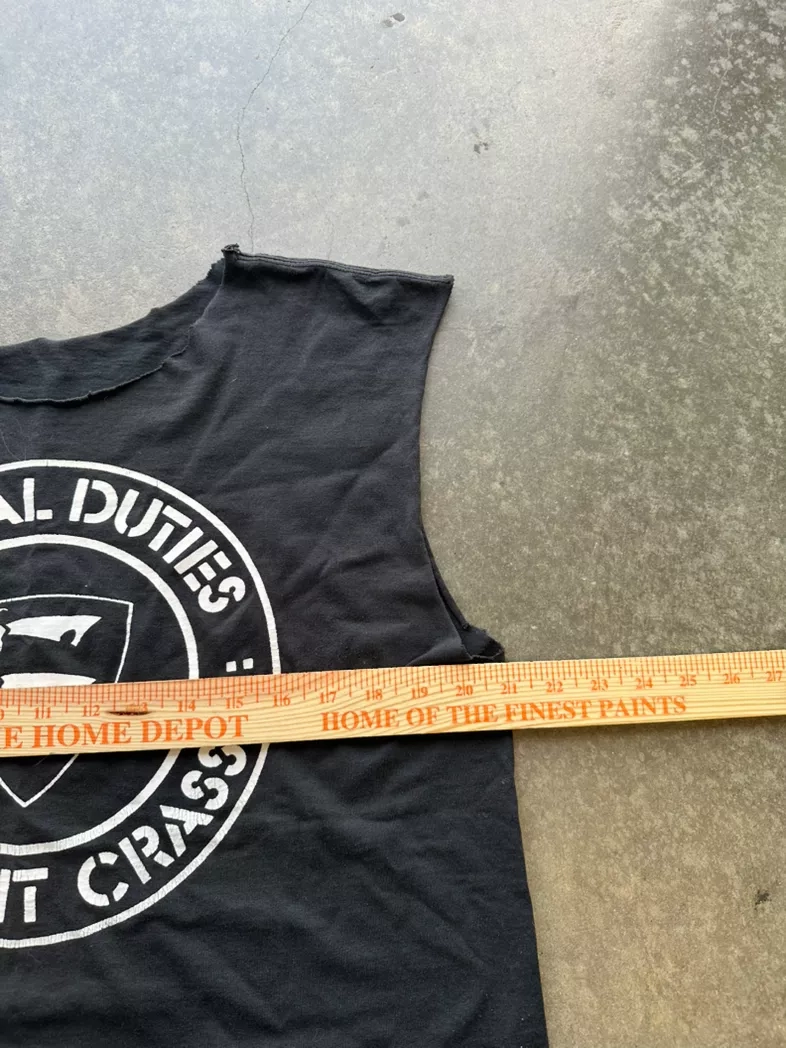 AL DUTIES
::
11 12 13 14 15 16 17 18 19 20 21 22 23 24 25 26 27
E HOME DEPOT HOME OF THE FINEST PAINTS
NT CRASS